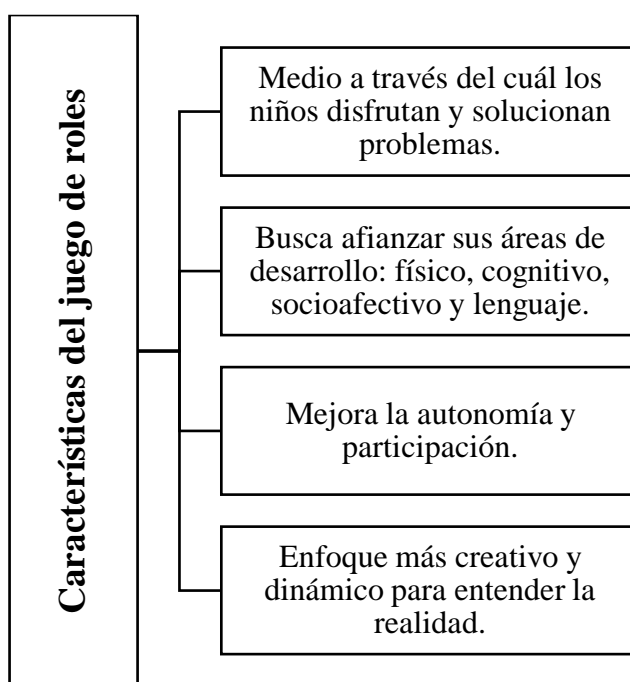 Características del juego de roles
Medio a través del cuál los
niños disfrutan y solucionan
problemas.
Busca afianzar sus áreas de
desarrollo: físico, cognitivo,
socioafectivo y lenguaje.
Mejora la autonomía y
participación.
Enfoque más creativo y
dinámico para entender la
realidad.